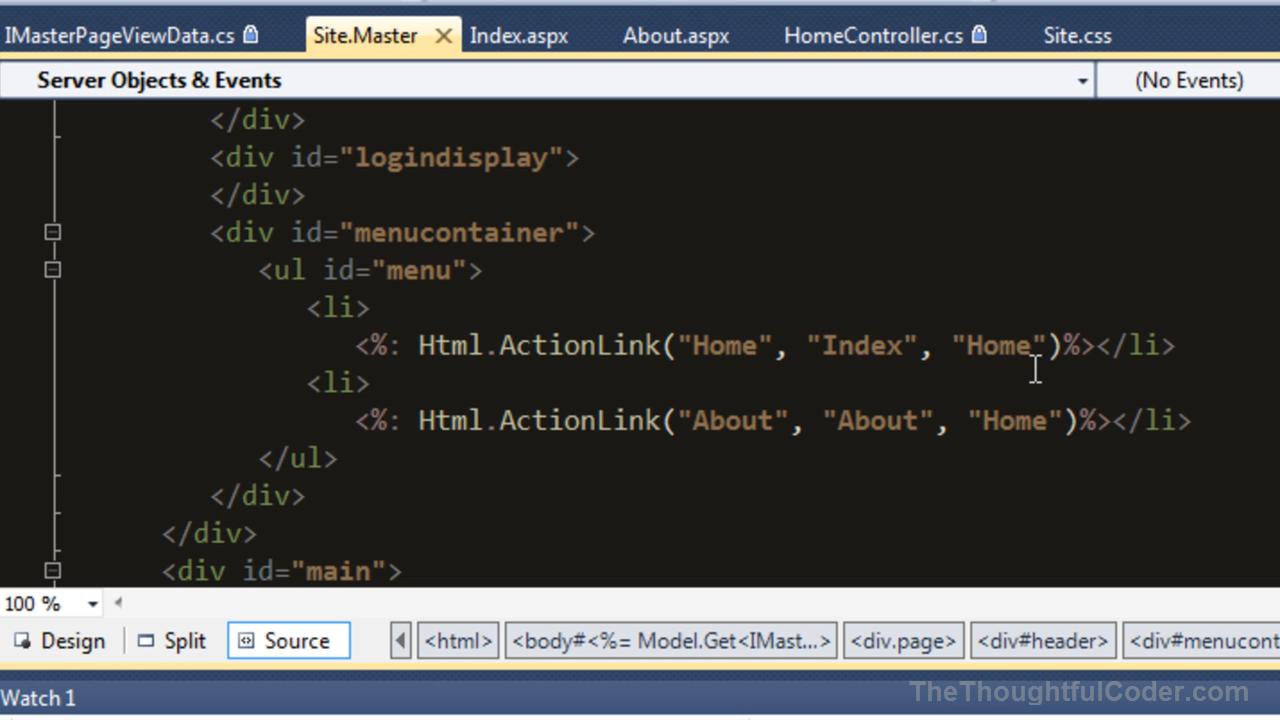 IMasterPageViewData.cs Site.Master Index.aspx About.aspx HomeController.cs Site.css
Server Objects & Events (No Events)
</div>
<div id="logindisplay">
</div>
<div id="menucontainer">
<ul id="menu">
<li>
<%: Html.ActionLink("Home", "Index", "Home")%></li>
<li>
<%: Html.ActionLink("About", "About", "Home")%></li>
</ul>
</div>
</div>
<div id="main">
100 %
Design Split Source <html> <body#<%= Model.Get<IMast...> <div.page> <div#header> <div#menucont
Watch 1
TheThoughtfulCoder.com